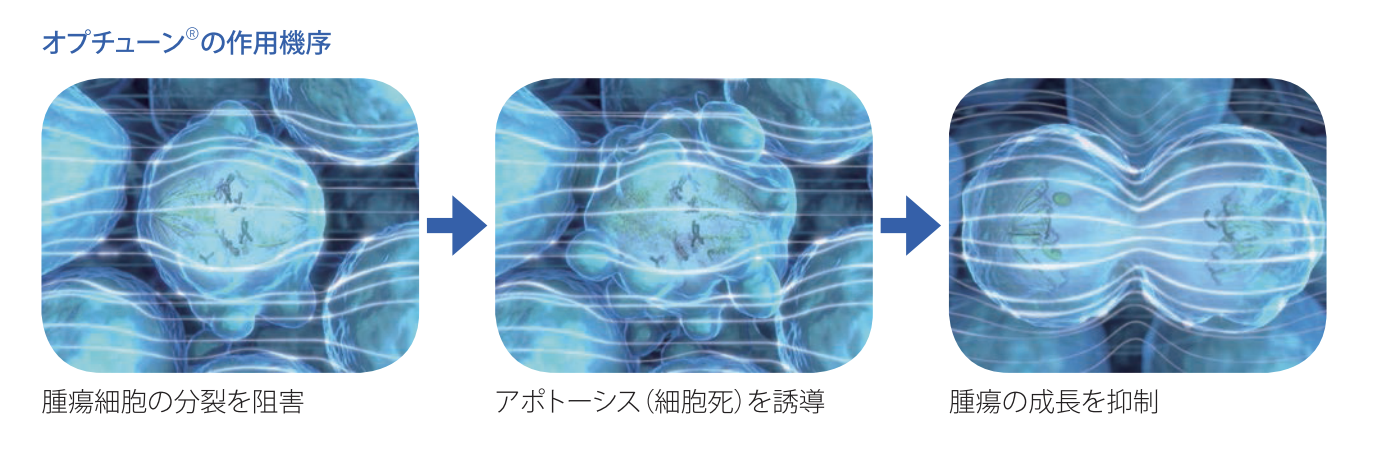 オプチューン®の作用機序
腫瘍細胞の分裂を阻害
アポトーシス（細胞死）を誘導
腫瘍の成長を抑制